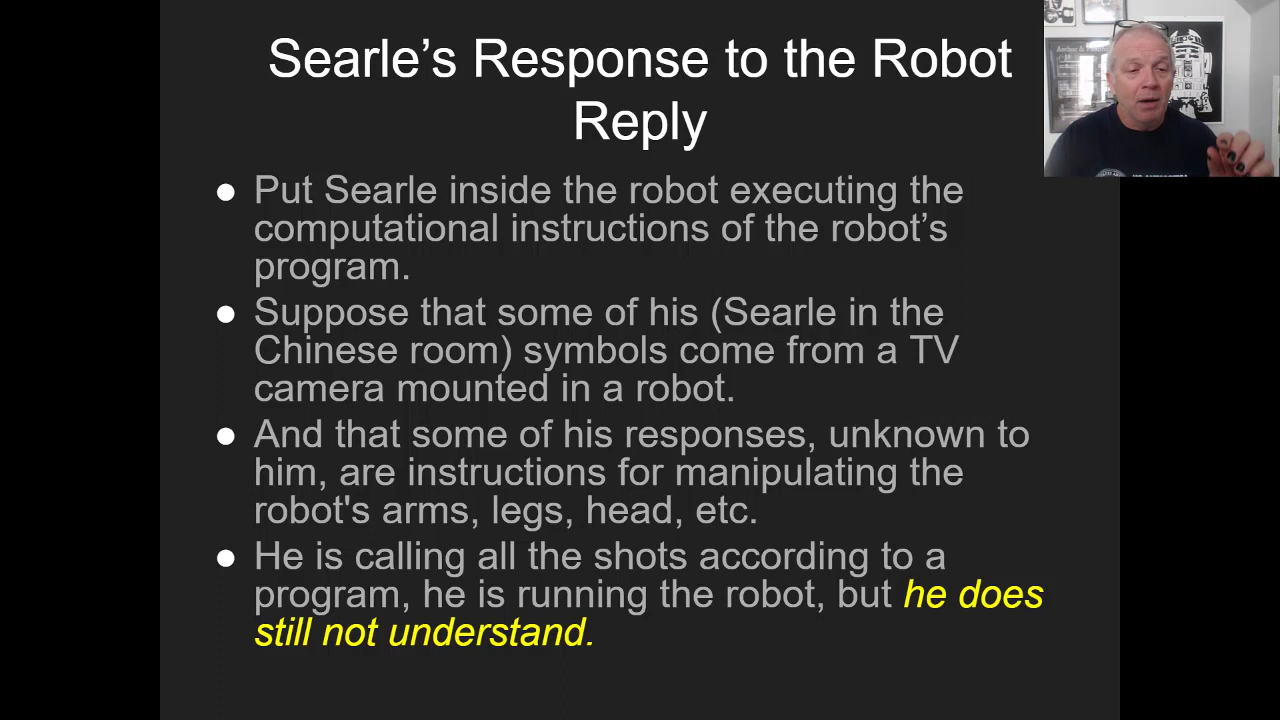 Searle’s Response to the Robot
Reply
● Put Searle inside the robot executing the
computational instructions of the robot’s
program.
● Suppose that some of his (Searle in the
Chinese room) symbols come from a TV
camera mounted in a robot.
● And that some of his responses, unknown to
him, are instructions for manipulating the
robot's arms, legs, head, etc.
● He is calling all the shots according to a
program, he is running the robot, but he does
still not understand.